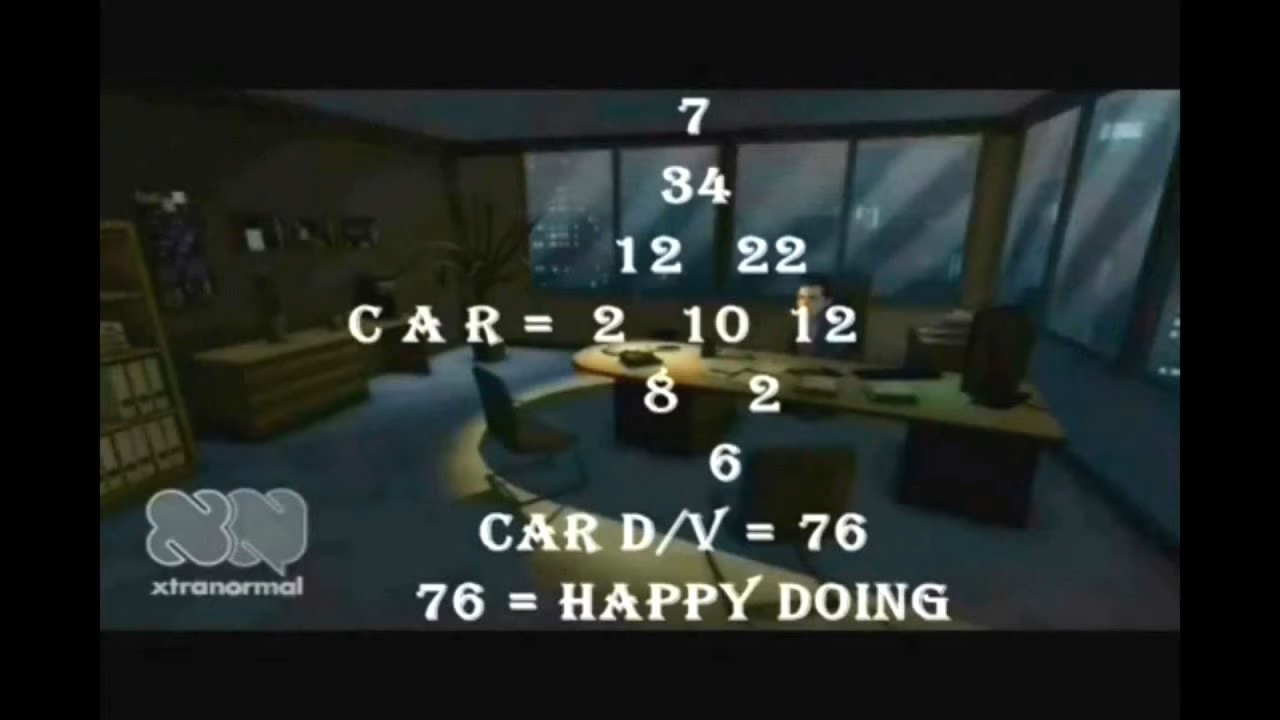 7
34
12 22
C A R = 2 10 12
8 2
6
CAR D/V = 76
76 = HAPPY DOING
xtranormal